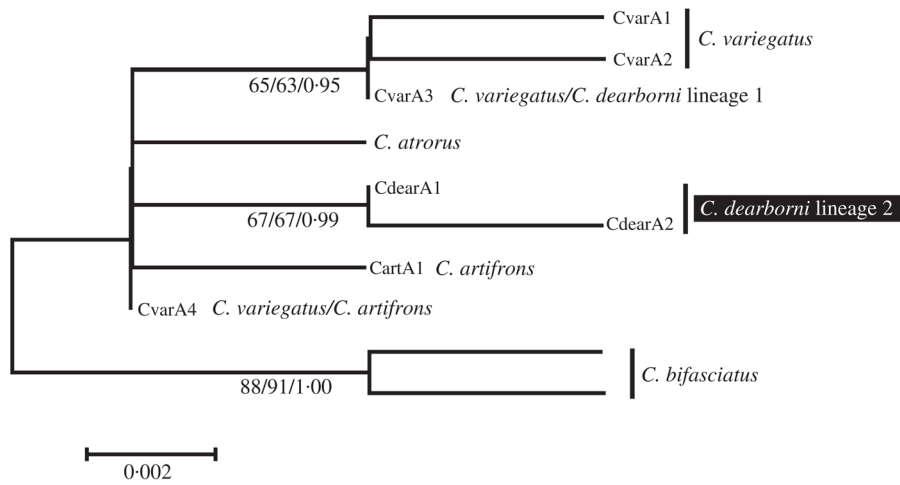 CvarA1
C. variegatus
CvarA2
65/63/0·95
CvarA3 C. variegatus/C. dearborni lineage 1
C. atrorus
CdearA1
C. dearborni lineage 2
67/67/0·99
CdearA2
CartA1 C. artifrons
CvarA4 C. variegatus/C. artifrons
C. bifasciatus
88/91/1·00
0·002